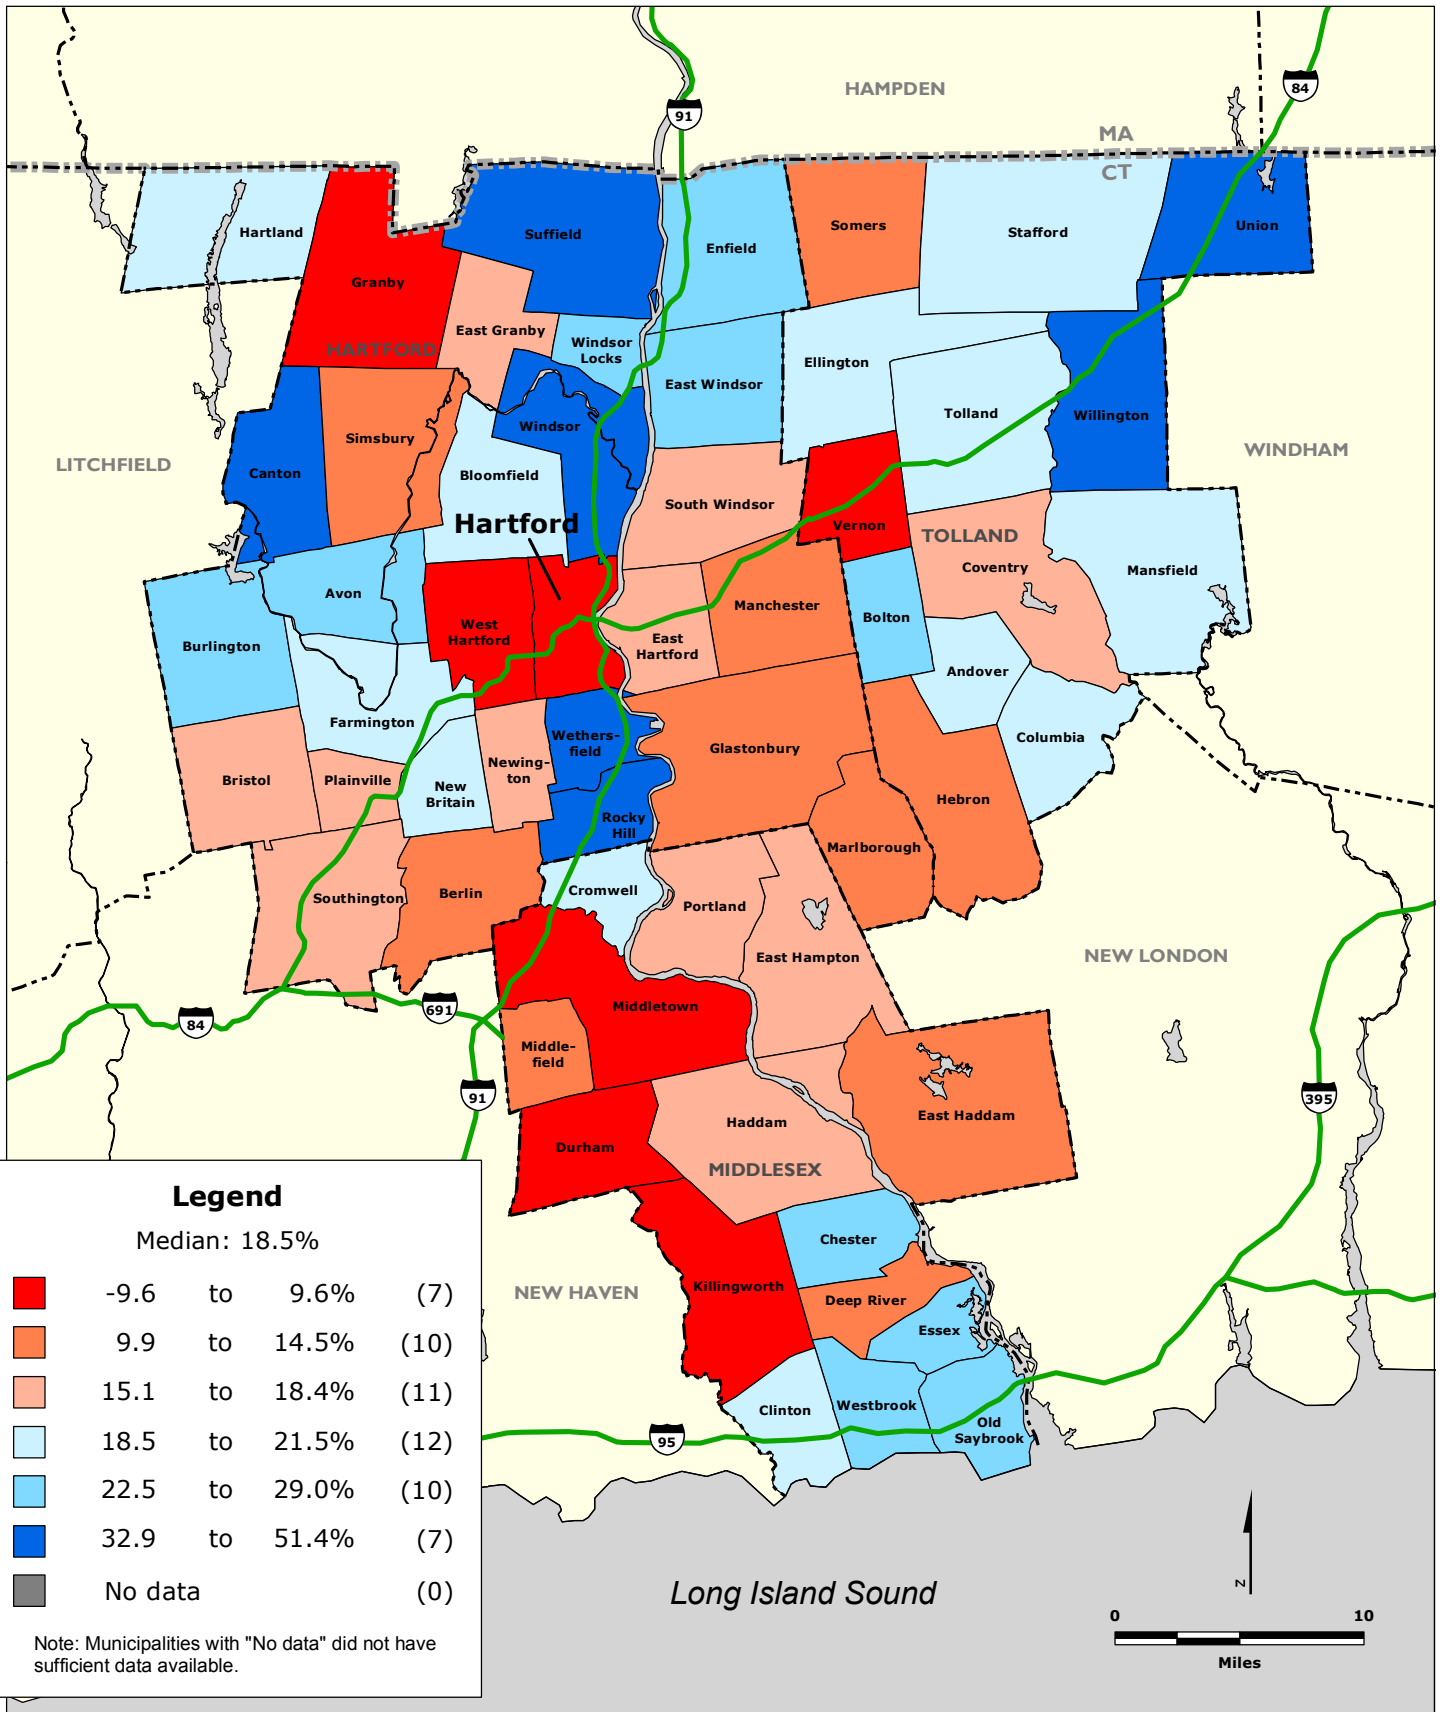 HAMPDEN
84
91
MA
CT
Hartland
Suffield
Enfield
Somers
Stafford
Union
Granby
East Granby
HARTFORD
Windsor
Locks
East Windsor
Ellington
Tolland
Willington
LITCHFIELD
Canton
Simsbury
Windsor
Bloomfield
WINDHAM
South Windsor
Hartford
Vernon
TOLLAND
Coventry
Mansfield
Avon
Burlington
West
Hartford
East
Hartford
Manchester
Bolton
Andover
Farmington
Columbia
Wethers-
field
Glastonbury
Bristol
Plainville
New
Britain
Newing-
ton
Hebron
Rocky
Hill
Marlborough
Southington
Berlin
Cromwell
Portland
East Hampton
NEW LONDON
Middletown
84
691
Middle-
field
91
395
East Haddam
Haddam
Durham
MIDDLESEX
Chester
NEW HAVEN
Killingworth
Deep River
Essex
Clinton
Westbrook
Old
Saybrook
95
Legend
Median: 18.5%
-9.6 to 9.6% (7)
9.9 to 14.5% (10)
15.1 to 18.4% (11)
18.5 to 21.5% (12)
22.5 to 29.0% (10)
32.9 to 51.4% (7)
No data (0)
Note: Municipalities with "No data" did not have
sufficient data available.
Long Island Sound
N
0 10
Miles